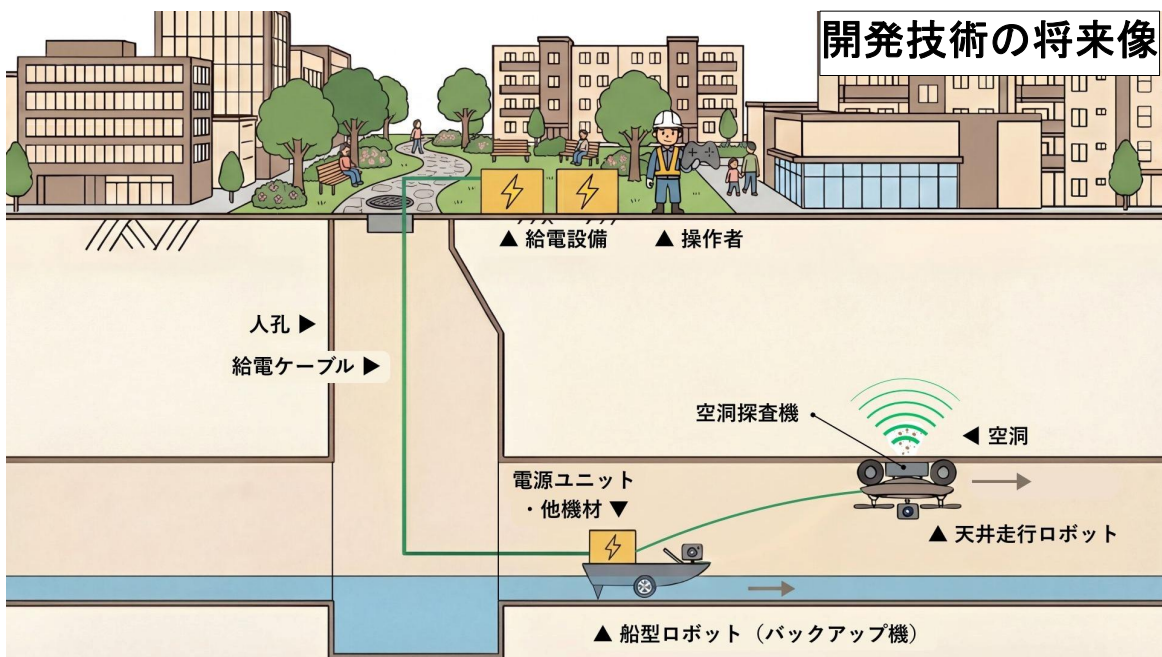 開発技術の将来像
▲ 給電設備
▲ 操作者
人孔 ▶
給電ケーブル ▶
空洞探査機
◀ 空洞
電源ユニット
・他機材 ▼
▲ 天井走行ロボット
▲ 船型ロボット（バックアップ機）